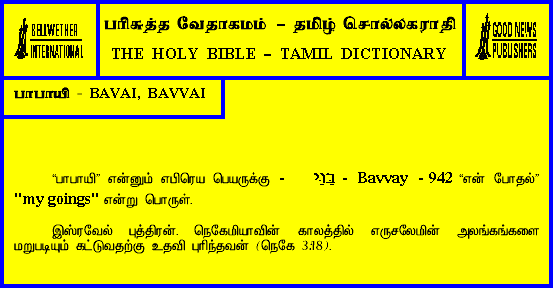 BELLWETHER
INTERNATIONAL
பரிசுத்த வேதாகமம் – தமிழ் சொல்லகராதி
THE HOLY BIBLE – TAMIL DICTIONARY
GOOD NEWS
PUBLISHERS
பாபாயி - BAVAI, BAVVAI
“பாபாயி” என்னும் எபிரெய பெயருக்கு - בַּוַּי - Bavvay - 942 “என் போதல்”
"my goings" என்று பொருள்.
இஸ்ரவேல் புத்திரன். நெகேமியாவின் காலத்தில் எருசலேமின் அலங்கங்களை
மறுபடியும் கட்டுவதற்கு உதவி புரிந்தவன் (நெகே 3:18).